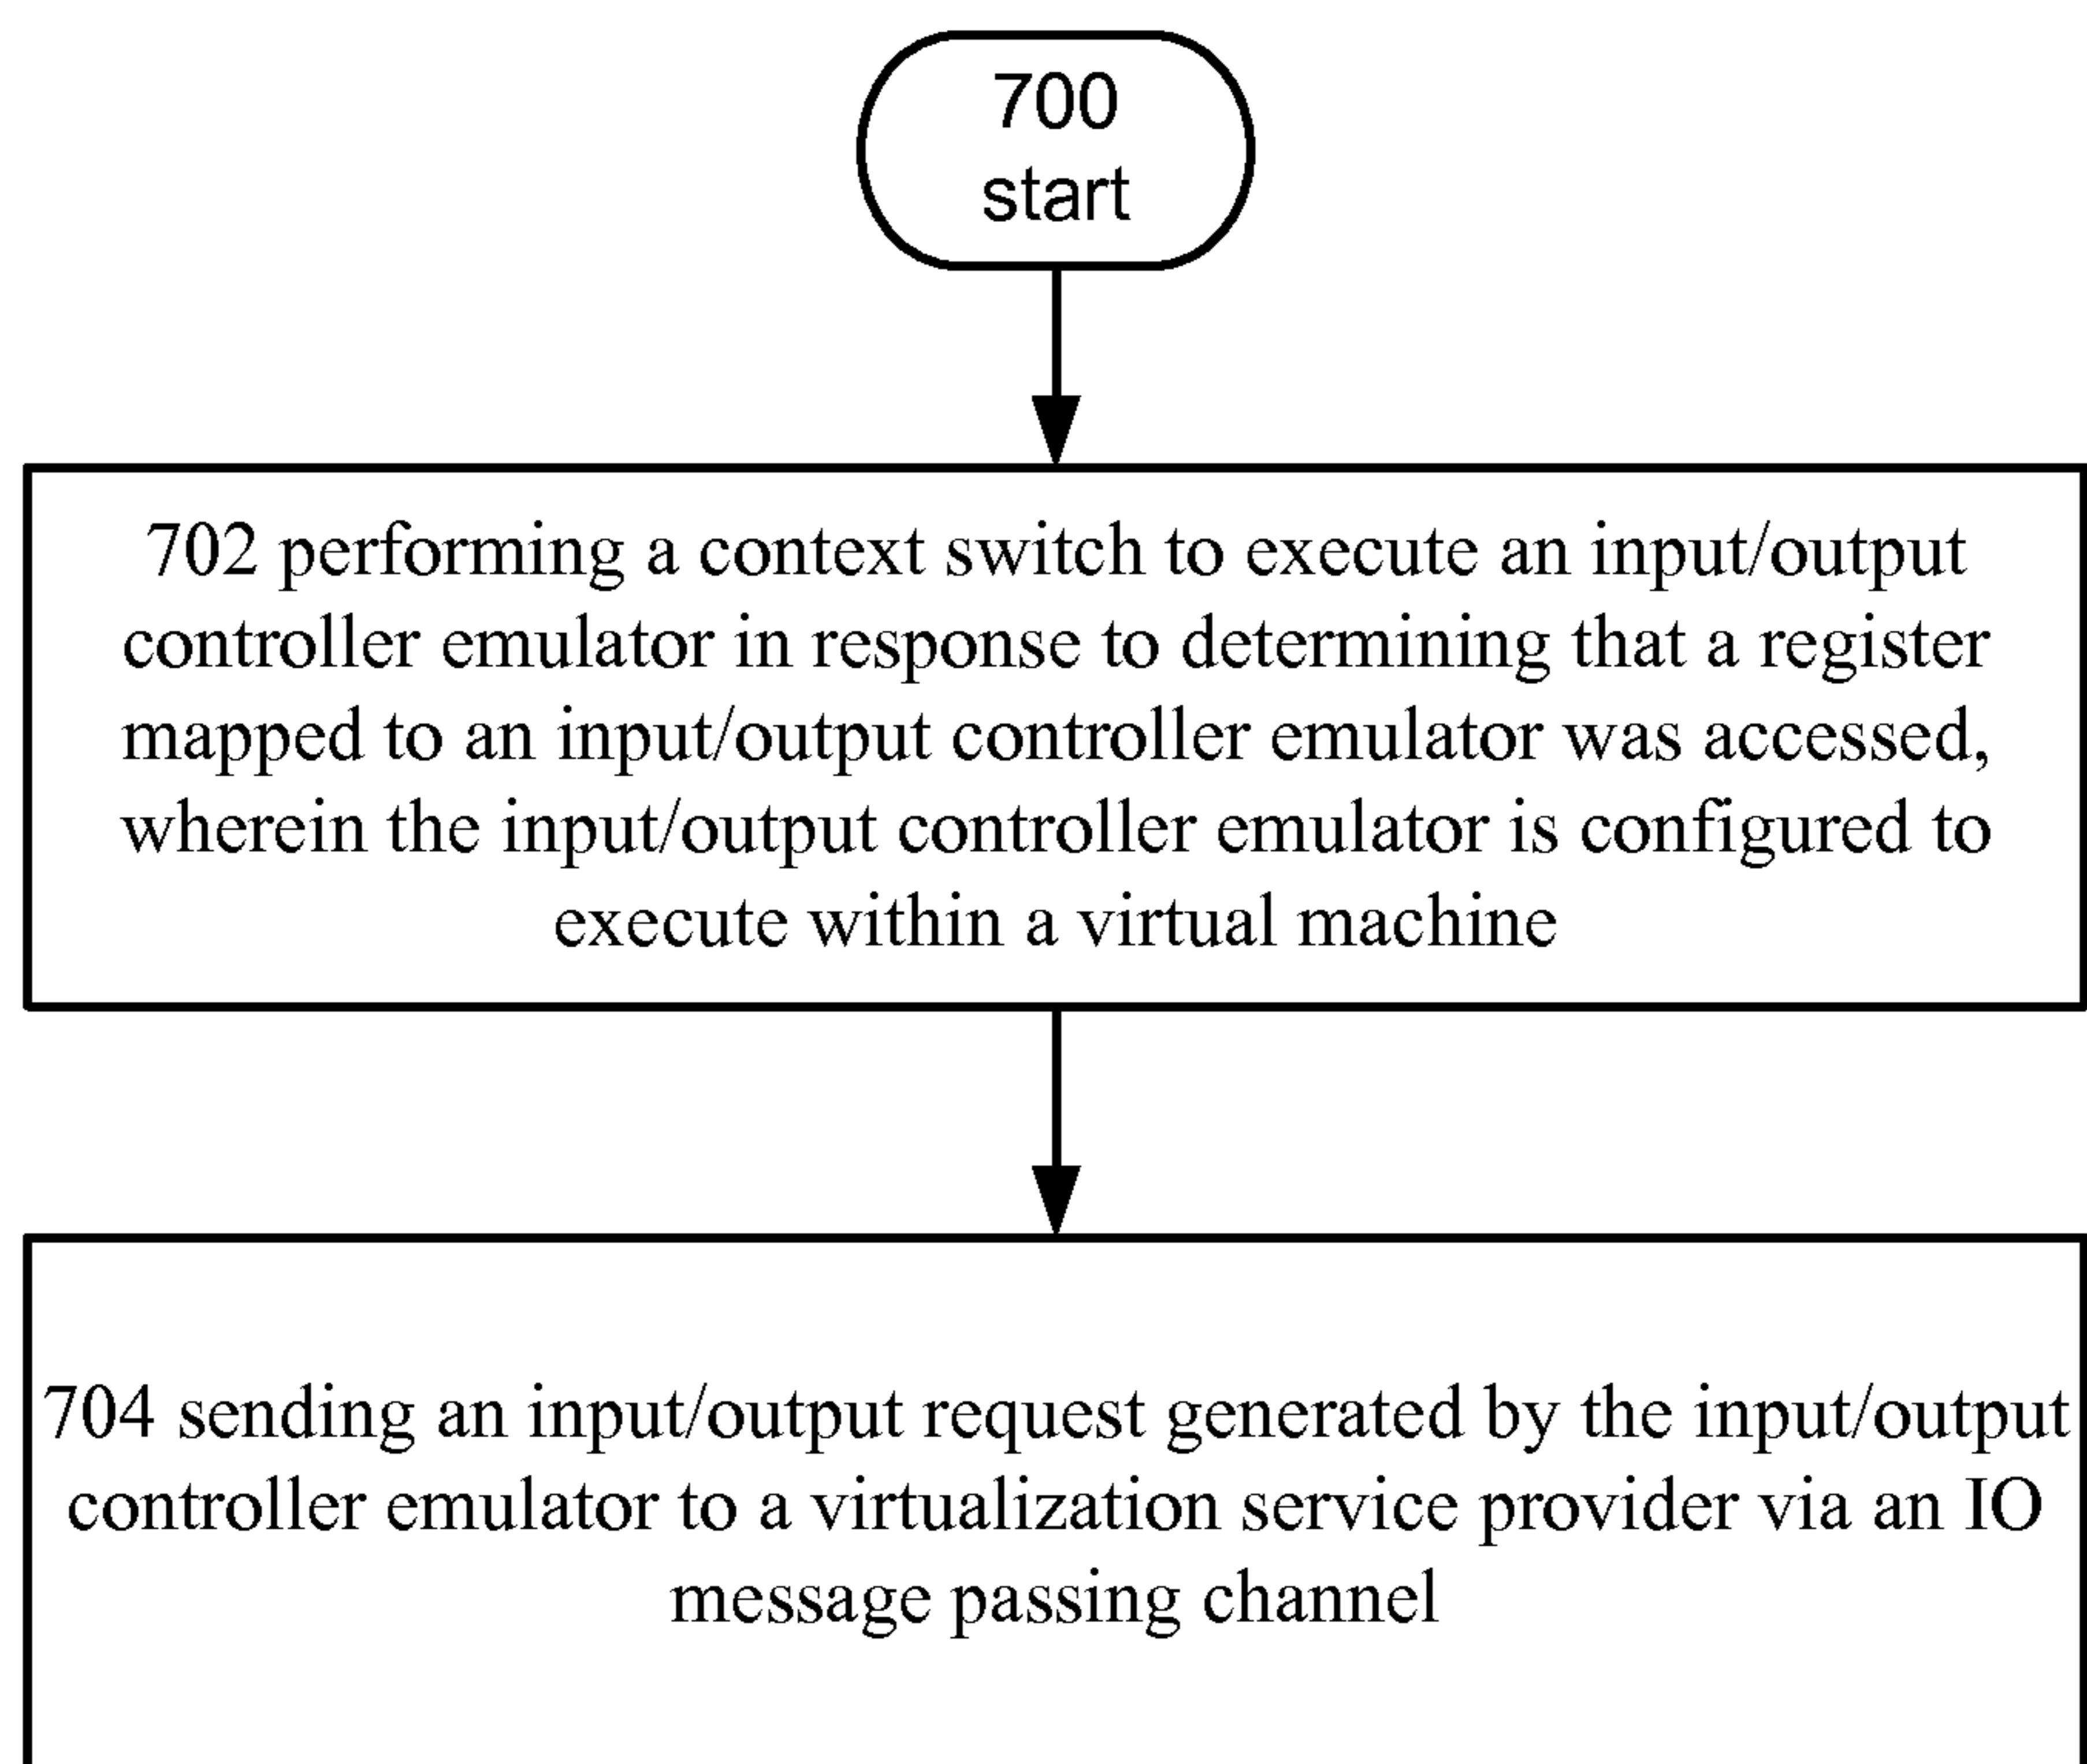 700
start
702 performing a context switch to execute an input/output
controller emulator in response to determining that a register
mapped to an input/output controller emulator was accessed,
wherein the input/output controller emulator is configured to
execute within a virtual machine
704 sending an input/output request generated by the input/output
controller emulator to a virtualization service provider via an IO
message passing channel